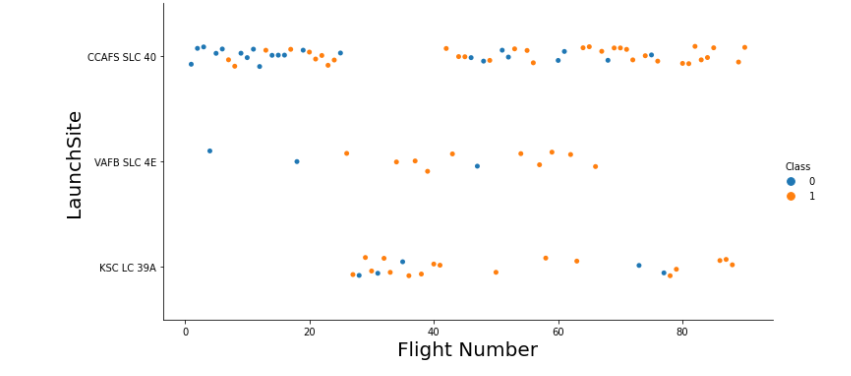 LaunchSite
CCAFS SLC 40
VAFB SLC 4E
KSC LC 39A
0
20
40
60
80
Flight Number
Class
0
1